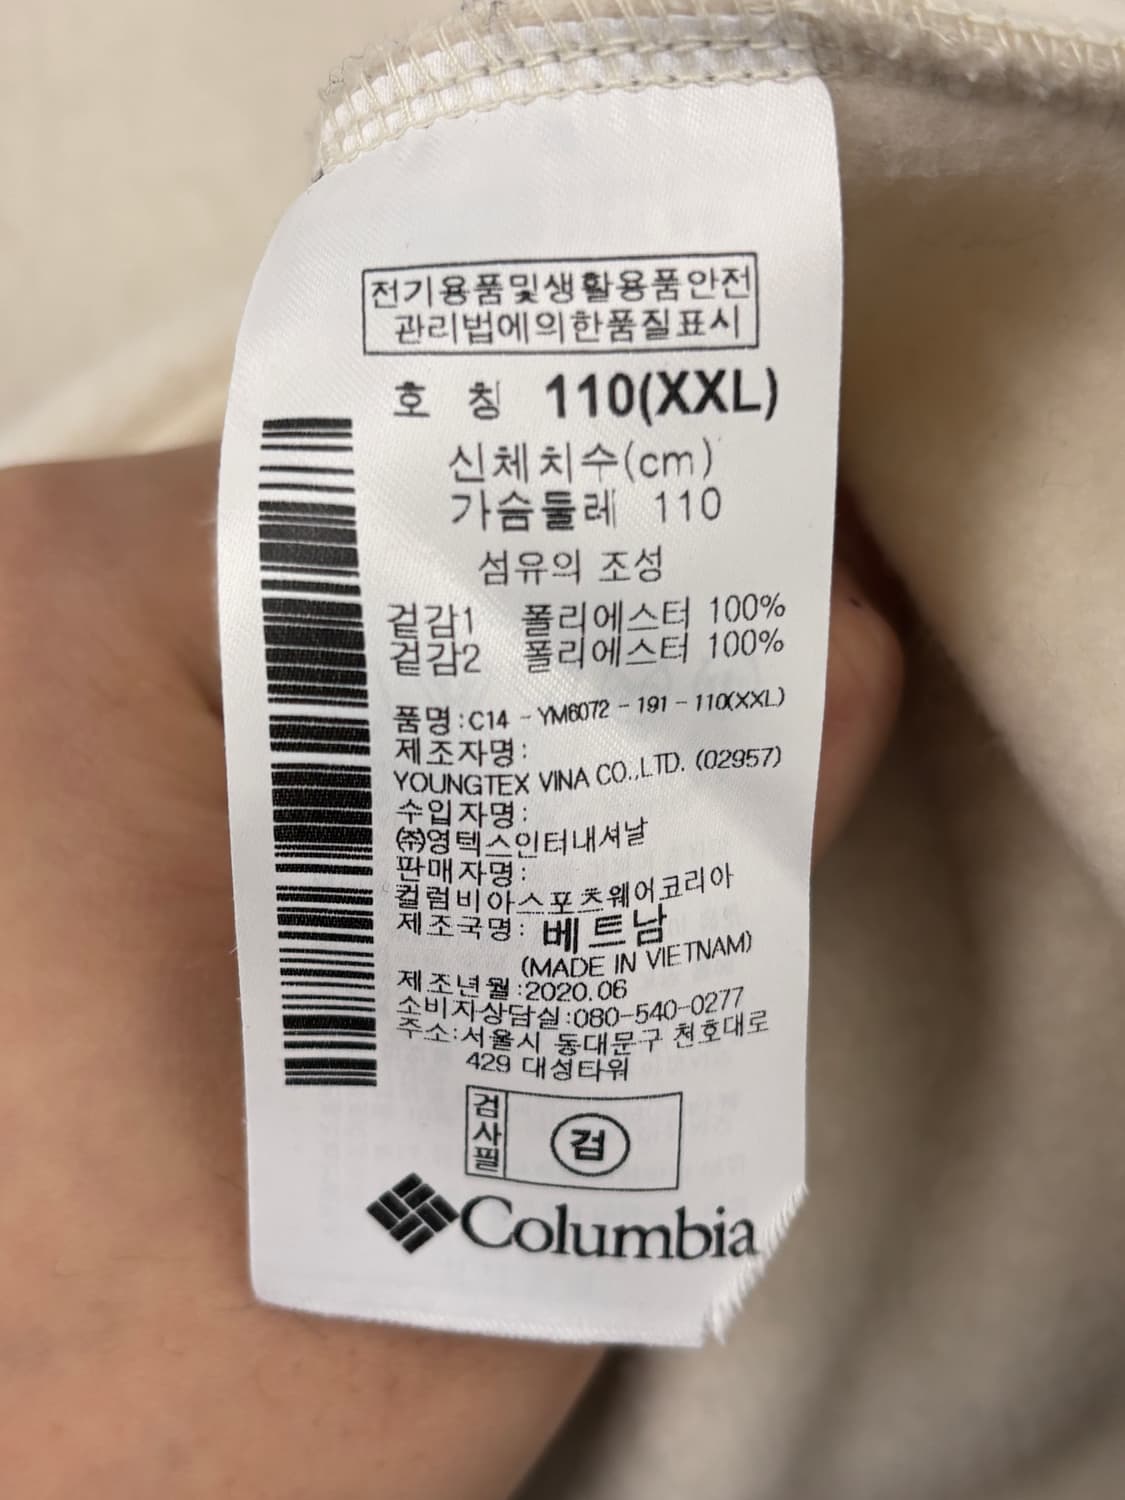 전기용품및생활용품안전
관리법에의한품질표시
호 칭 110(XXL)
신체치수(cm)
가슴둘레 110
섬유의 조성
겉감1 폴리에스터 100%
겉감2 폴리에스터 100%
품명:C14 - YM6072 - 191 - 110(XXL)
제조자명:
YOUNGTEX VINA CO.,LTD. (02957)
수입자명:
㈜영텍스인터내셔날
판매자명:
컬럼비아스포츠웨어코리아
제조국명: 베트남
(MADE IN VIETNAM)
제조년월:2020.06
소비자상담실:080-540-0277
주소:서울시 동대문구 천호대로
429 대성타워
검사필 검
Columbia